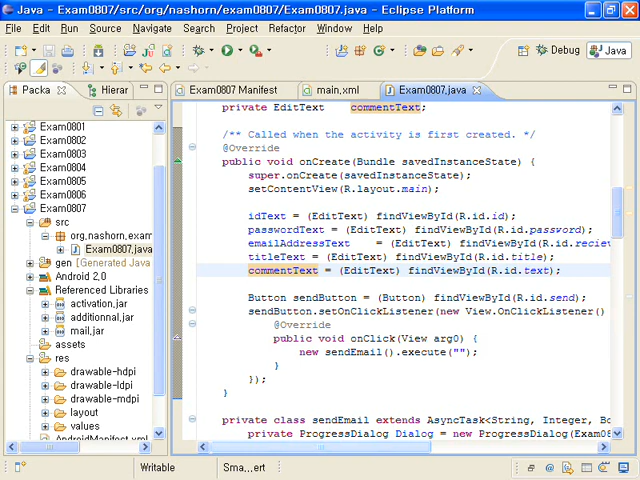 Java - Exam0807/src/org/nashorn/exam0807/Exam0807.java - Eclipse Platform
File Edit Run Source Navigate Search Project Refactor Window Help
Debug Java
Packa Hierar
Exam0807 Manifest main,xml Exam0807,java
Exam0801
Exam0802
Exam0803
Exam0804
Exam0805
Exam0806
Exam0807
src
org,nashorn,exam
Exam0807,java
gen [Generated Java
Android 2,0
Referenced Libraries
activation,jar
additionnal,jar
mail,jar
assets
res
drawable-hdpi
drawable-ldpi
drawable-mdpi
layout
values
AndroidManifest.xml
private EditText commentText;
/** Called when the activity is first created. */
@Override
public void onCreate(Bundle savedInstanceState) {
super.onCreate(savedInstanceState);
setContentView(R.layout.main);
idText = (EditText) findViewById(R.id.id);
passwordText = (EditText) findViewById(R.id.password);
emailAddressText = (EditText) findViewById(R.id.reciev
titleText = (EditText) findViewById(R.id.title);
commentText = (EditText) findViewById(R.id.text);
Button sendButton = (Button) findViewById(R.id.send);
sendButton.setOnClickListener(new View.OnClickListener()
@Override
public void onClick(View arg0) {
new sendEmail().execute("");
}
});
}
private class sendEmail extends AsyncTask<String, Integer, Bo
private ProgressDialog Dialog = new ProgressDialog(Exam08
Writable Sma...ert